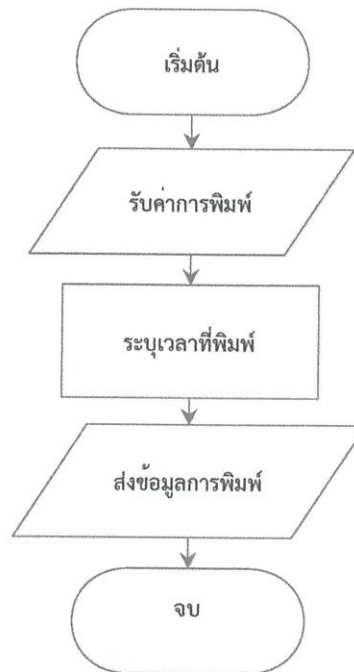 เริ่มต้น
รับค่าการพิมพ์
ระบุเวลาที่พิมพ์
ส่งข้อมูลการพิมพ์
จบ